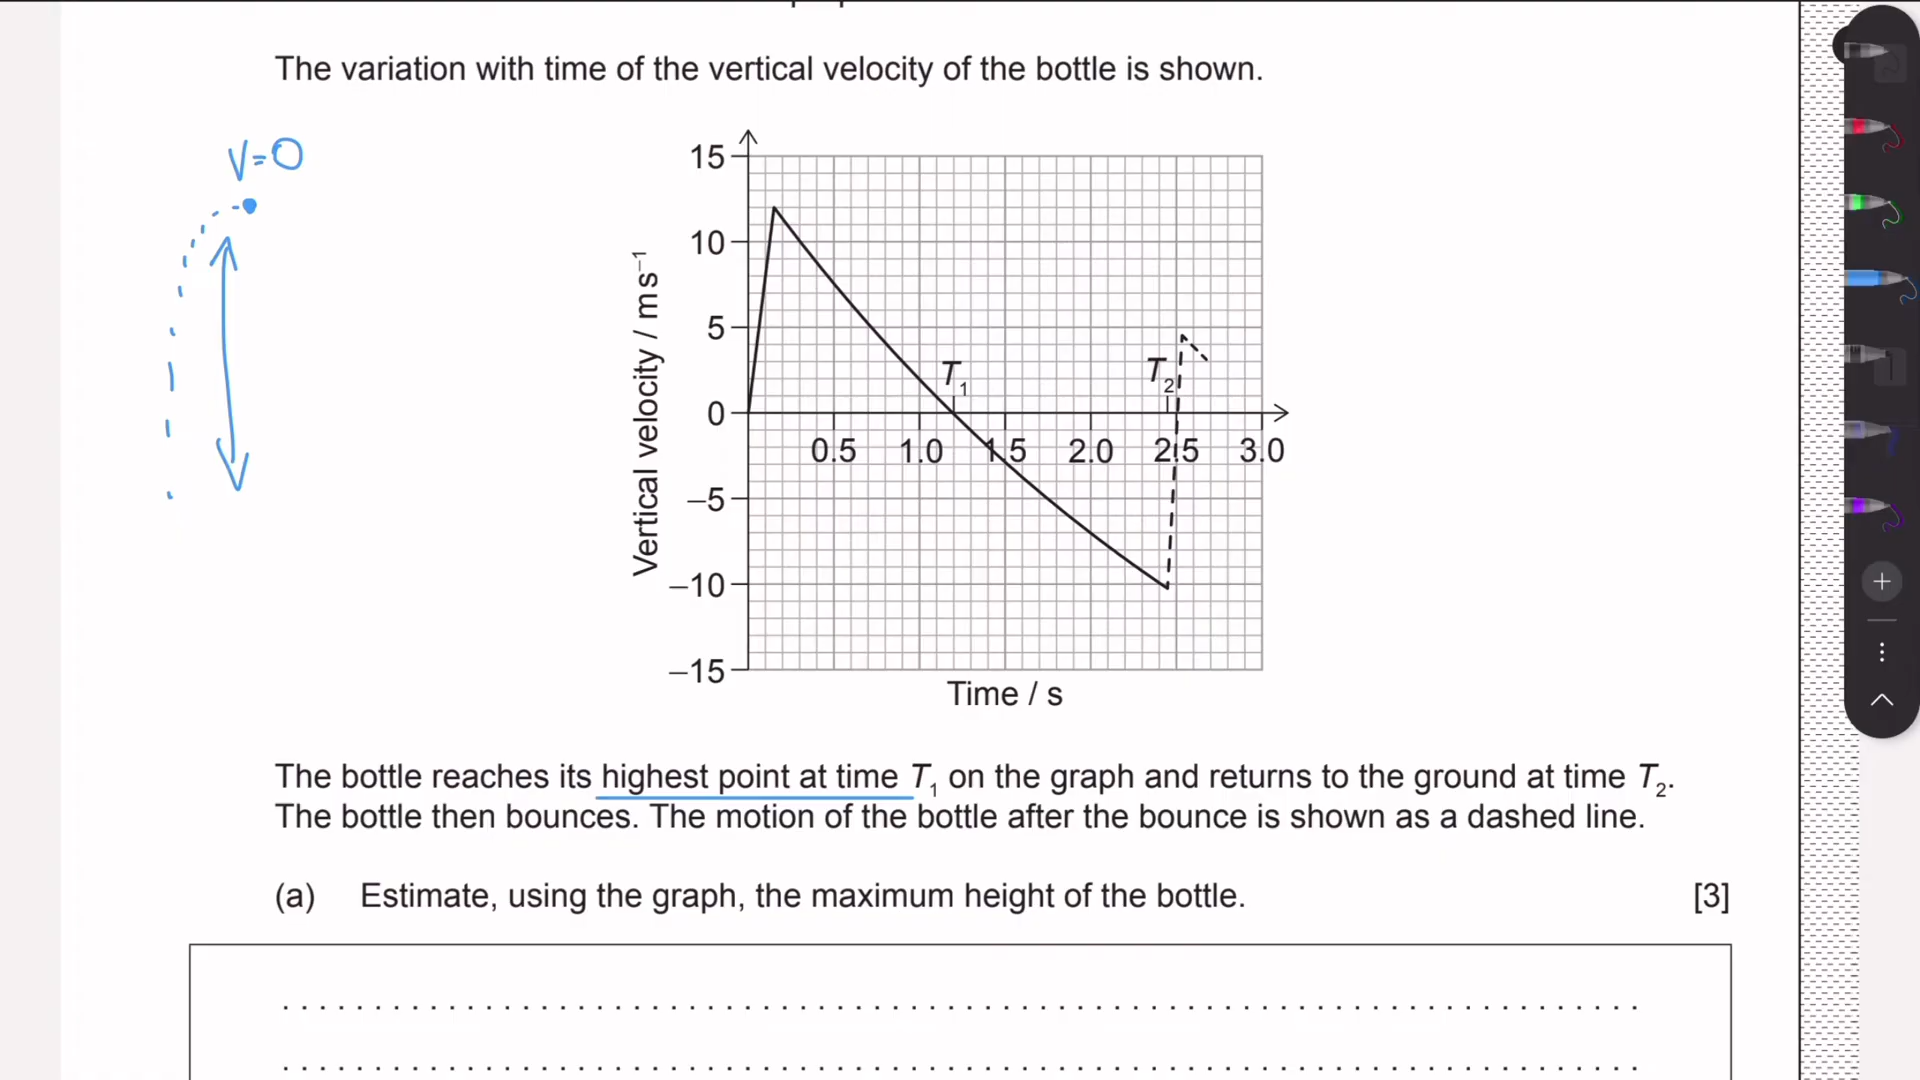 The variation with time of the vertical velocity of the bottle is shown.
V=0
Vertical velocity / m s⁻¹
15
10
5
0
−5
−10
−15
T₁
T₂
0.5 1.0 1.5 2.0 2.5 3.0
Time / s
The bottle reaches its highest point at time T₁ on the graph and returns to the ground at time T₂.
The bottle then bounces. The motion of the bottle after the bounce is shown as a dashed line.
(a) Estimate, using the graph, the maximum height of the bottle. [3]